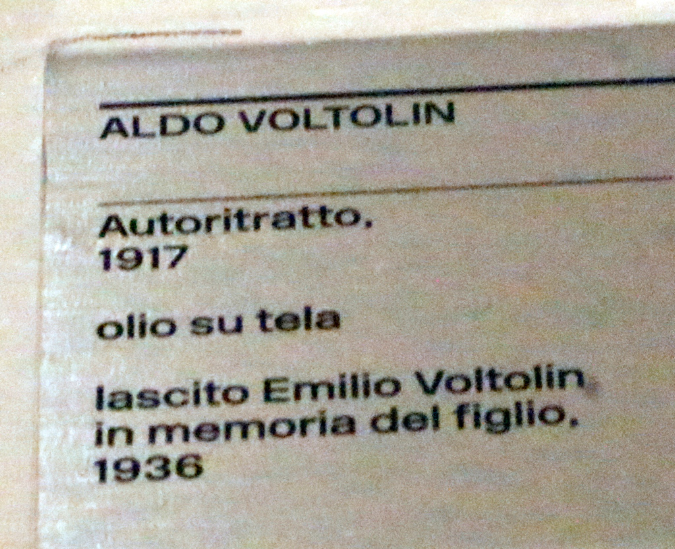 ALDO VOLTOLIN
Autoritratto,
1917
olio su tela
lascito Emilio Voltolin
in memoria del figlio,
1936